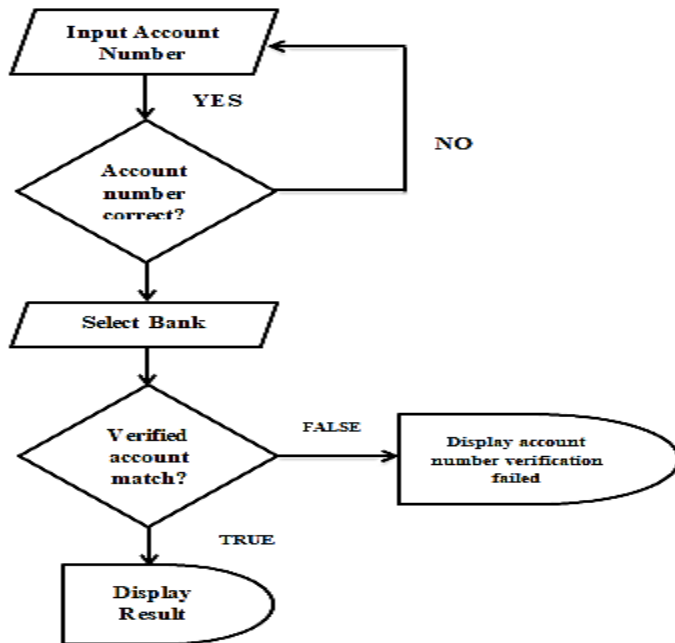 Input Account
Number
YES
NO
Account
number
correct?
Select Bank
Verified
account
match?
FALSE
Display account
number verification
failed
TRUE
Display
Result